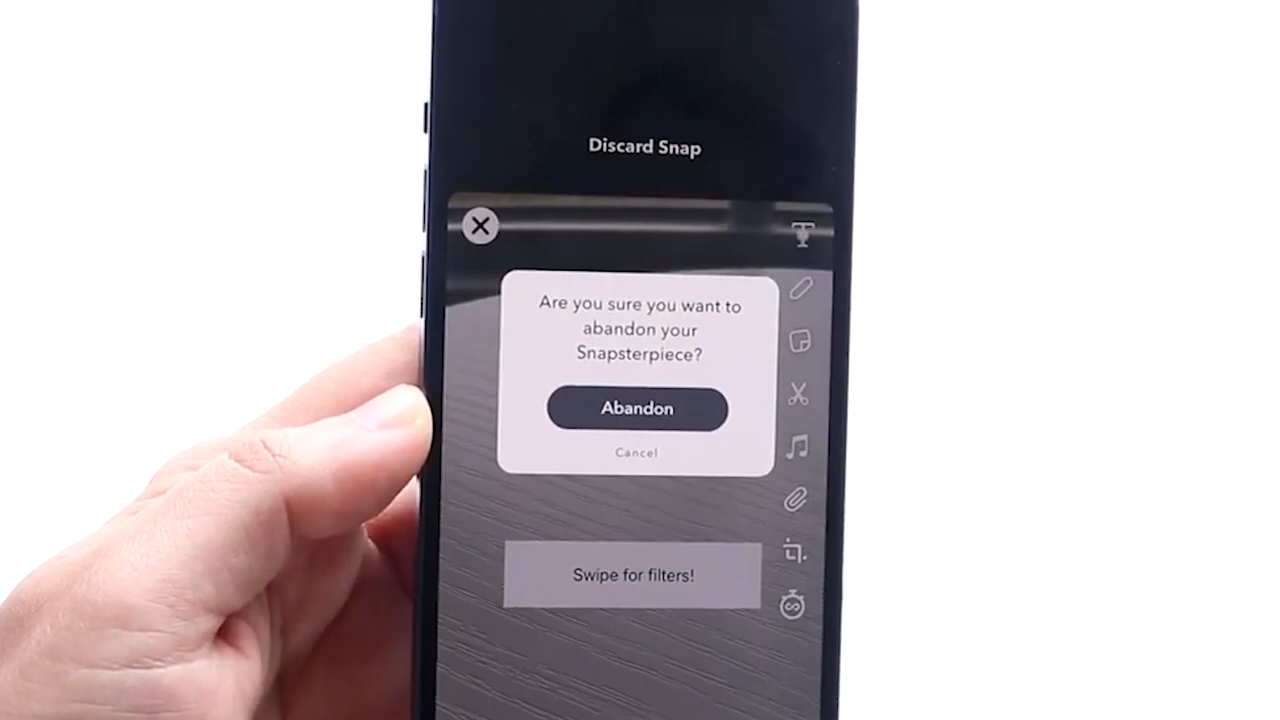 Discard Snap
Are you sure you want to
abandon your
Snapsterpiece?
Abandon
Cancel
Swipe for filters!